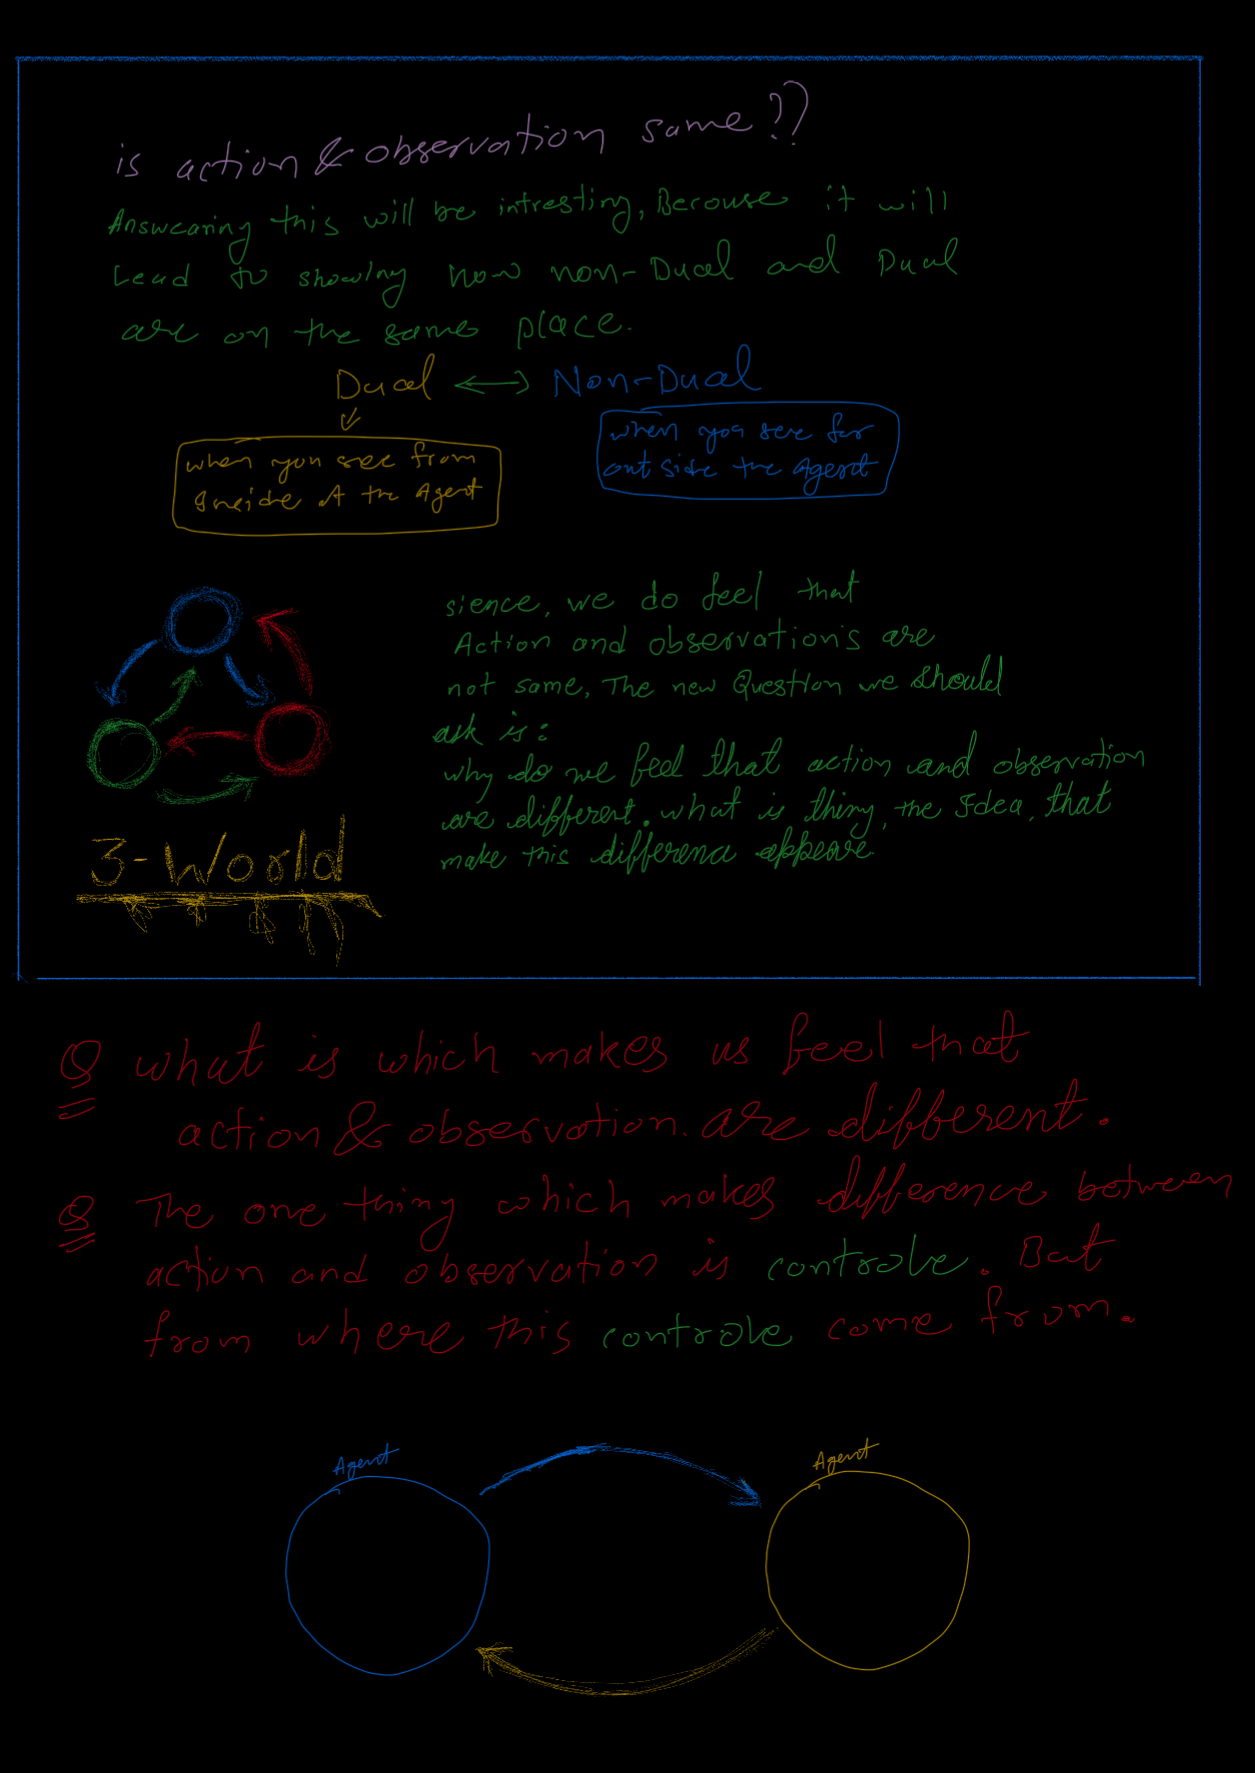 is action & observation same??
Answearing this will be intresting, Becouse it will
Lead to showing how non-Dual and Dual
are on the same place.
Dual ⟷ Non-Dual
when you see from
Inside of the Agent
when you see for
out side the Agent
sience, we do feel that
Action and observation's are
not same, The new Question we should
ask is:
why do we feel that action and observation
are different. what is thing, the Idea, that
make this difference appeare.
3-World
Q what is which makes us feel that
action & observation are different.
Q The one thing which makes difference between
action and observation is controle. But
from where this controle come from.
Agent
Agent